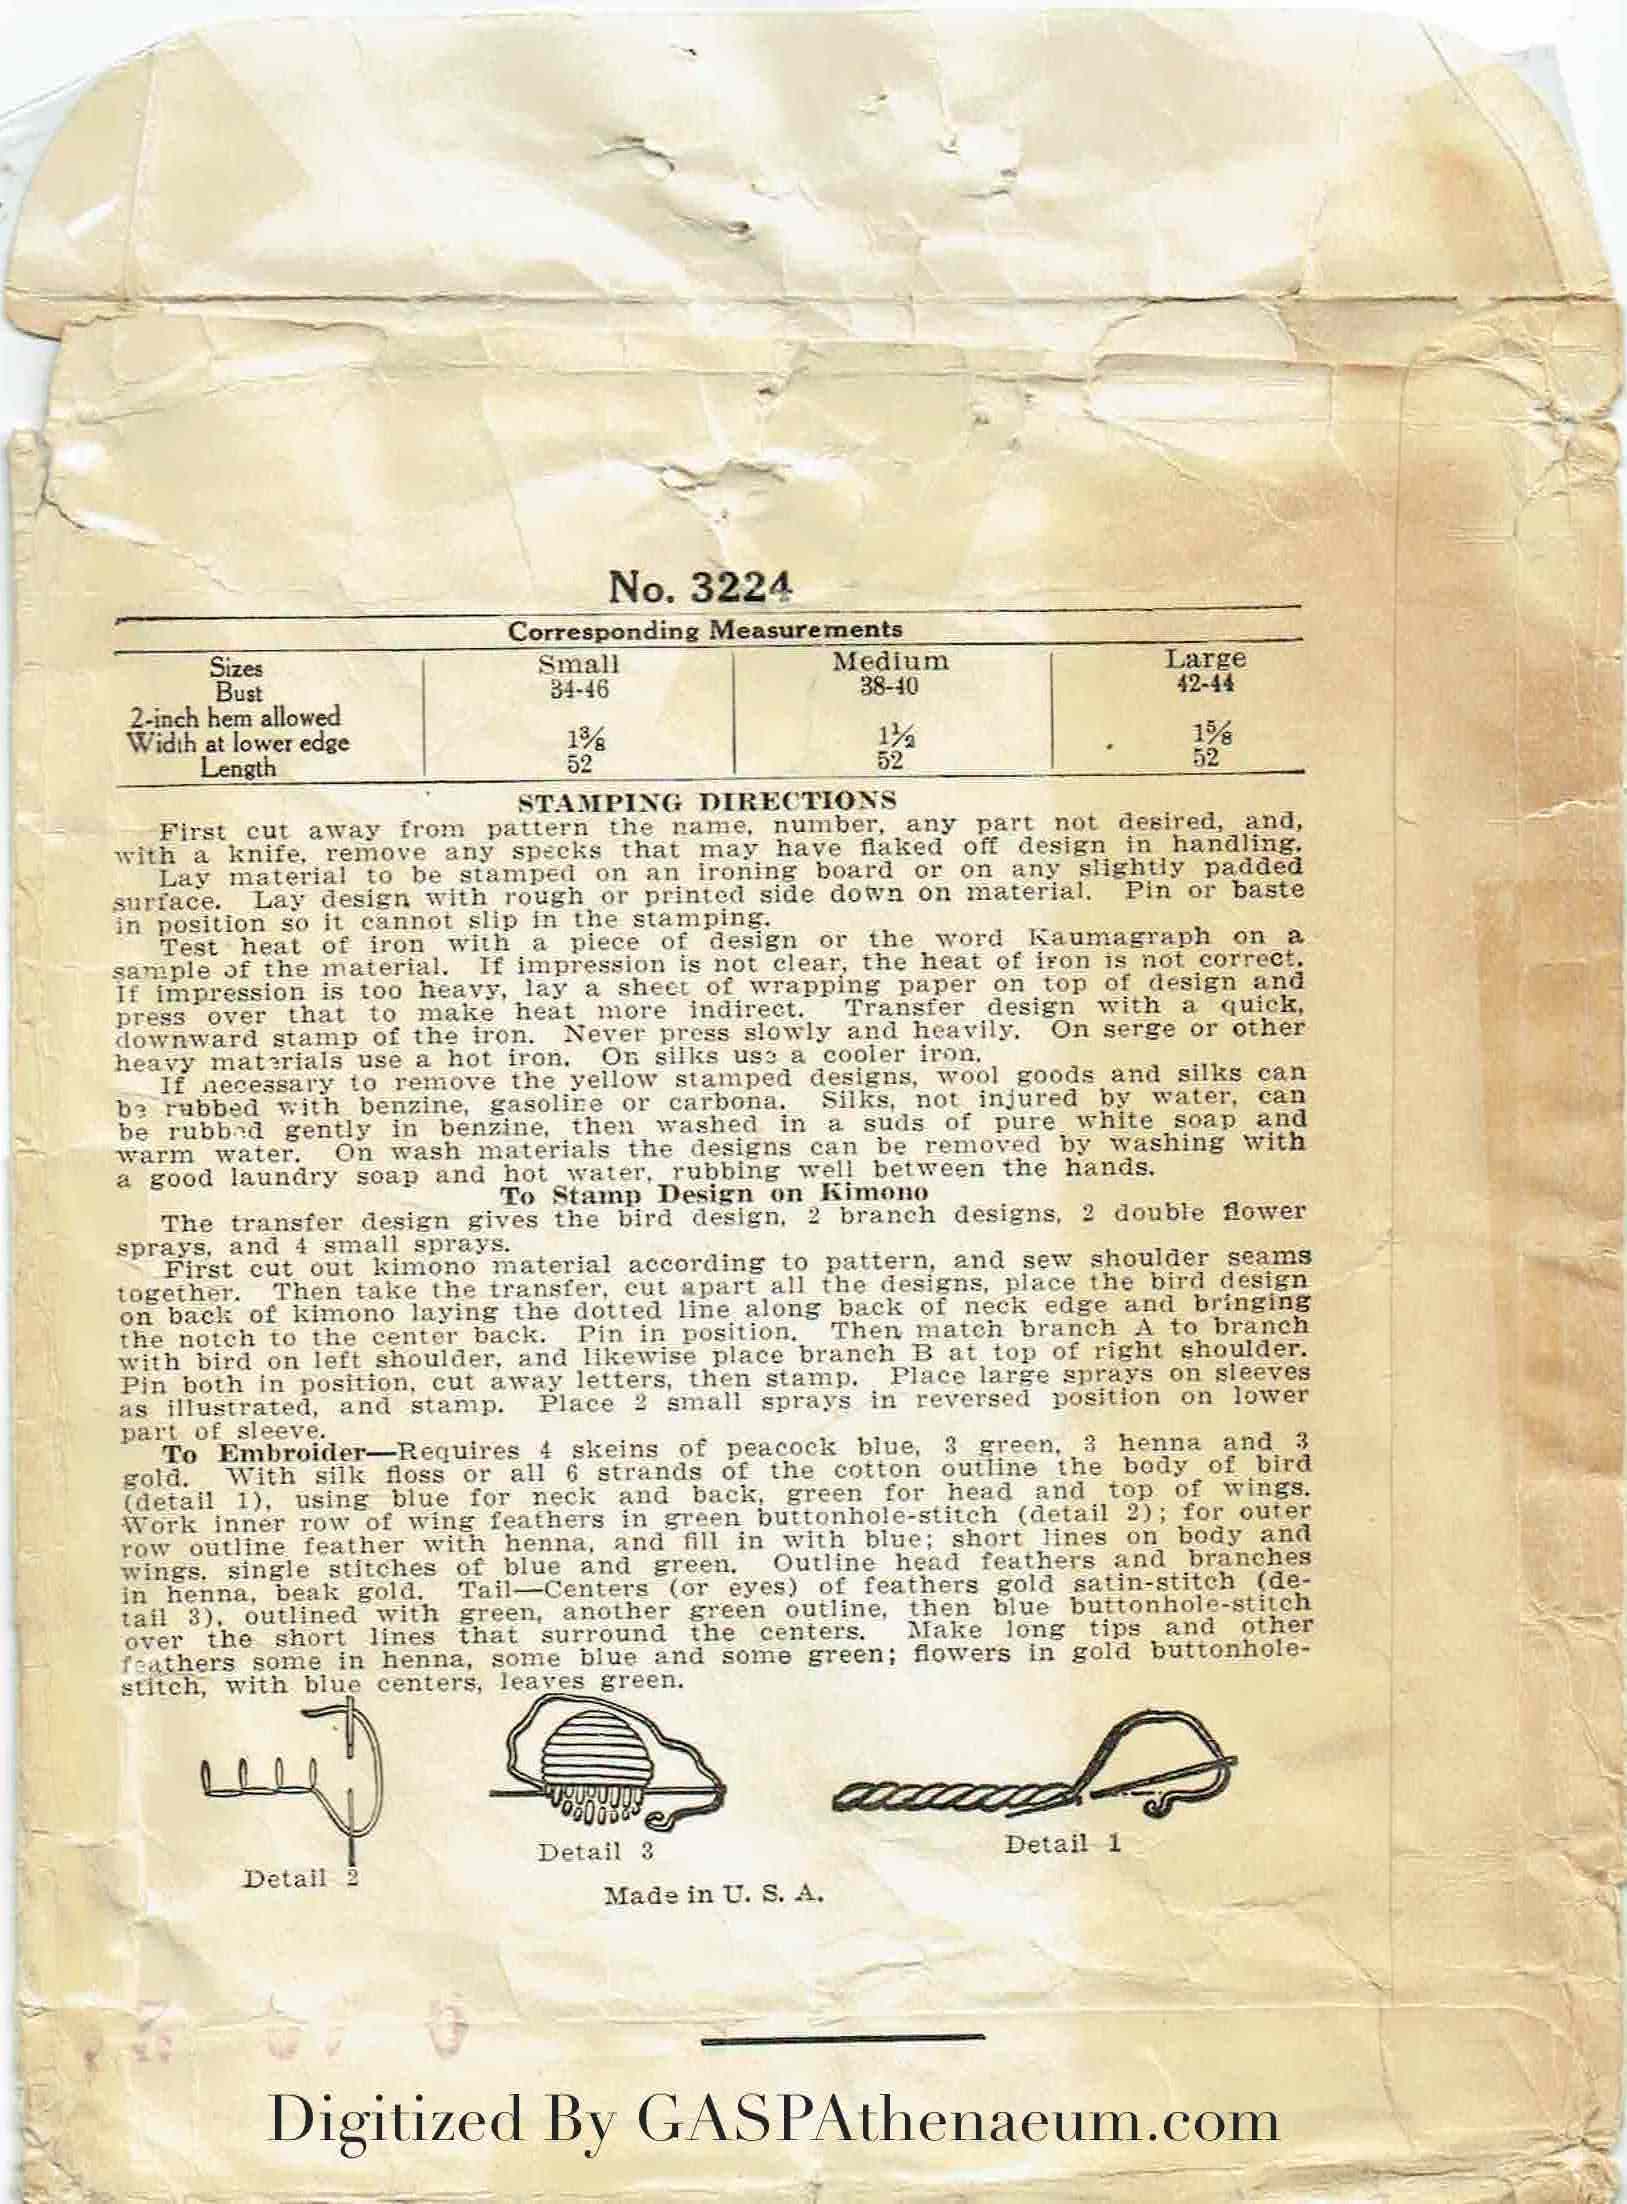 No. 3224
Corresponding Measurements
Sizes Small Medium Large
Bust 34-46 38-40 42-44
2-inch hem allowed
Width at lower edge 1⅜ 1½ 1⅝
Length 52 52 52
STAMPING DIRECTIONS
First cut away from pattern the name, number, any part not desired, and,
with a knife, remove any specks that may have flaked off design in handling.
Lay material to be stamped on an ironing board or on any slightly padded
surface. Lay design with rough or printed side down on material. Pin or baste
in position so it cannot slip in the stamping.
Test heat of iron with a piece of design or the word Kaumagraph on a
sample of the material. If impression is not clear, the heat of iron is not correct.
If impression is too heavy, lay a sheet of wrapping paper on top of design and
press over that to make heat more indirect. Transfer design with a quick,
downward stamp of the iron. Never press slowly and heavily. On serge or other
heavy materials use a hot iron. On silks use a cooler iron.
If necessary to remove the yellow stamped designs, wool goods and silks can
be rubbed with benzine, gasoline or carbona. Silks, not injured by water, can
be rubbed gently in benzine, then washed in a suds of pure white soap and
warm water. On wash materials the designs can be removed by washing with
a good laundry soap and hot water, rubbing well between the hands.
To Stamp Design on Kimono
The transfer design gives the bird design, 2 branch designs, 2 double flower
sprays, and 4 small sprays.
First cut out kimono material according to pattern, and sew shoulder seams
together. Then take the transfer, cut apart all the designs, place the bird design
on back of kimono laying the dotted line along back of neck edge and bringing
the notch to the center back. Pin in position. Then match branch A to branch
with bird on left shoulder, and likewise place branch B at top of right shoulder.
Pin both in position, cut away letters, then stamp. Place large sprays on sleeves
as illustrated, and stamp. Place 2 small sprays in reversed position on lower
part of sleeve.
To Embroider—Requires 4 skeins of peacock blue, 3 green, 3 henna and 3
gold. With silk floss or all 6 strands of the cotton outline the body of bird
(detail 1), using blue for neck and back, green for head and top of wings.
Work inner row of wing feathers in green buttonhole-stitch (detail 2); for outer
row outline feather with henna, and fill in with blue; short lines on body and
wings. single stitches of blue and green. Outline head feathers and branches
in henna, beak gold. Tail—Centers (or eyes) of feathers gold satin-stitch (de-
tail 3), outlined with green, another green outline, then blue buttonhole-stitch
over the short lines that surround the centers. Make long tips and other
feathers some in henna, some blue and some green; flowers in gold buttonhole-
stitch, with blue centers, leaves green.
Detail 2
Detail 3
Detail 1
Made in U. S. A.
Digitized By GASPAthenaeum.com